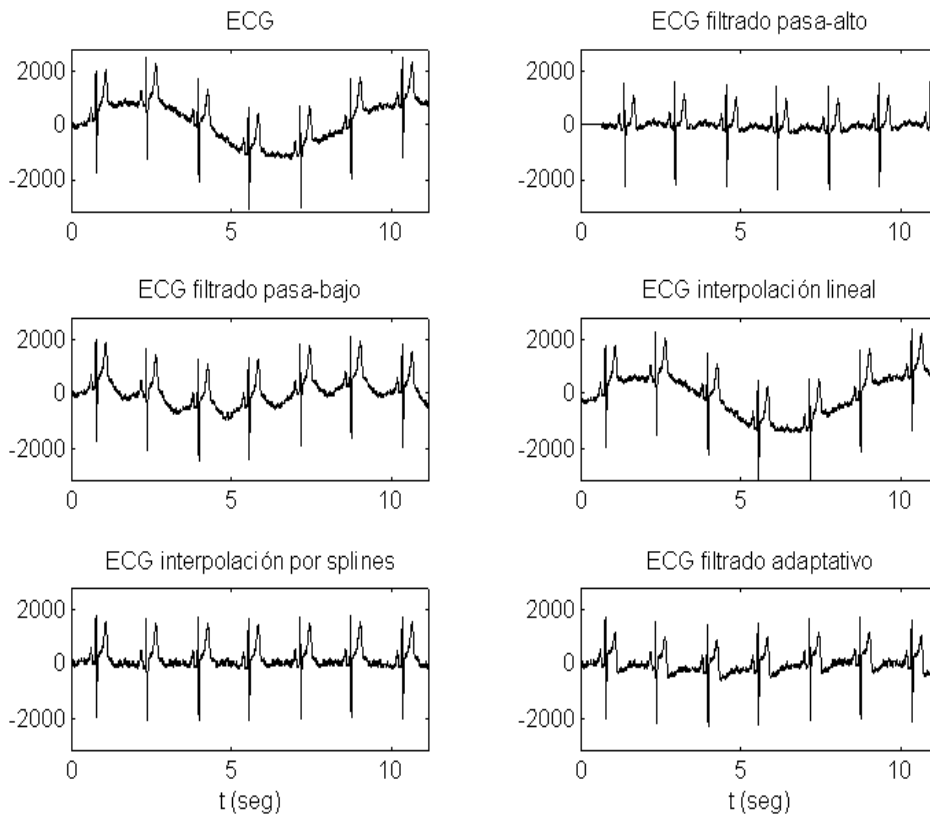 ECG
2000
0
-2000
0 5 10
ECG filtrado pasa-alto
2000
0
-2000
0 5 10
ECG filtrado pasa-bajo
2000
0
-2000
0 5 10
ECG interpolación lineal
2000
0
-2000
0 5 10
ECG interpolación por splines
2000
0
-2000
0 5 10
t (seg)
ECG filtrado adaptativo
2000
0
-2000
0 5 10
t (seg)